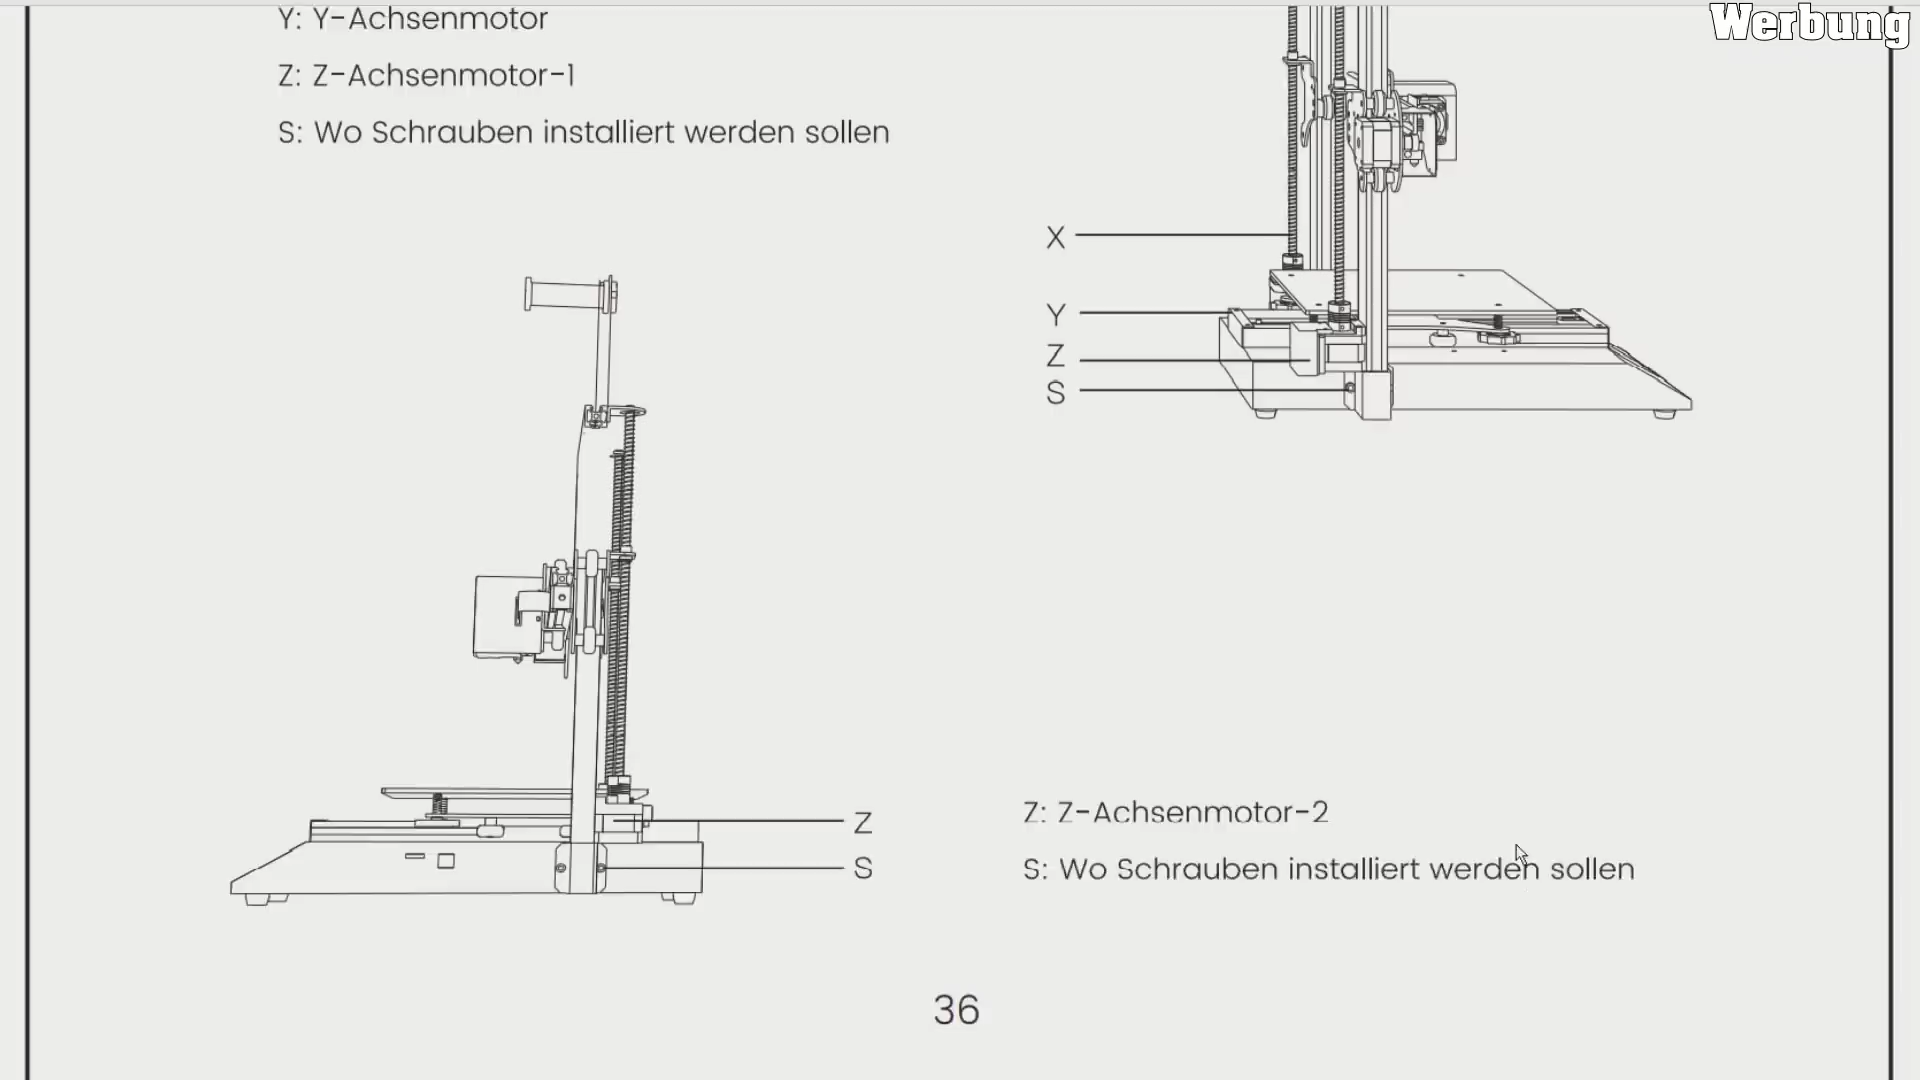 Werbung
Y: Y-Achsenmotor
Z: Z-Achsenmotor-1
S: Wo Schrauben installiert werden sollen
X
Y
Z
S
Z
S
Z: Z-Achsenmotor-2
S: Wo Schrauben installiert werden sollen
36